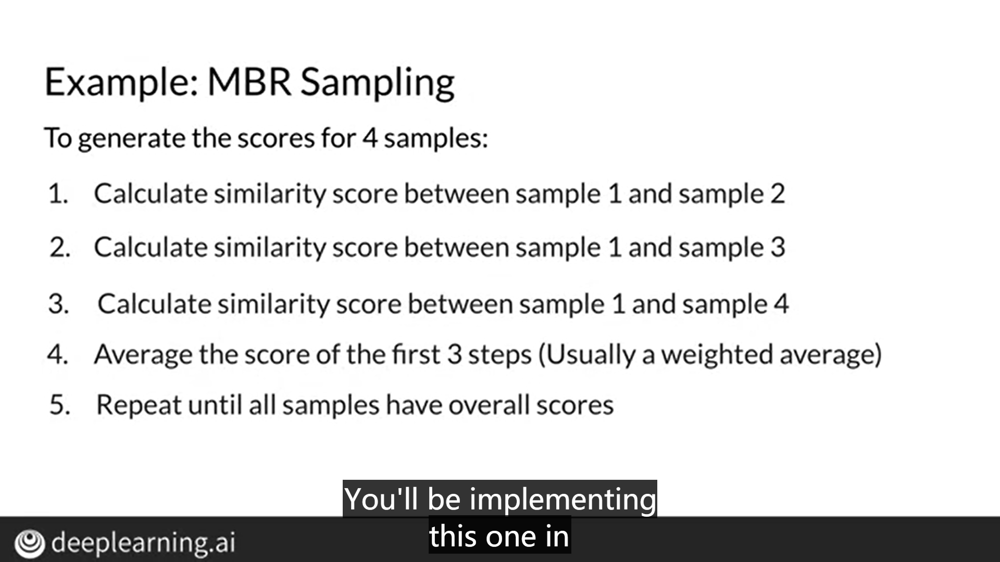 Example: MBR Sampling
To generate the scores for 4 samples:
1. Calculate similarity score between sample 1 and sample 2
2. Calculate similarity score between sample 1 and sample 3
3. Calculate similarity score between sample 1 and sample 4
4. Average the score of the first 3 steps (Usually a weighted average)
5. Repeat until all samples have overall scores
You'll be implementing
this one in
deeplearning.ai